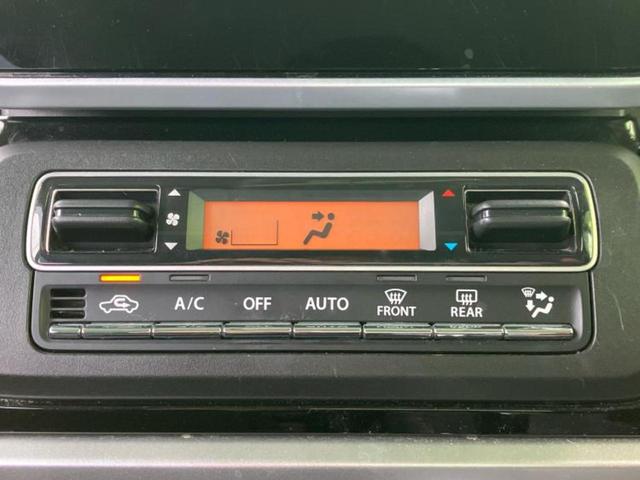 A/C OFF AUTO FRONT REAR